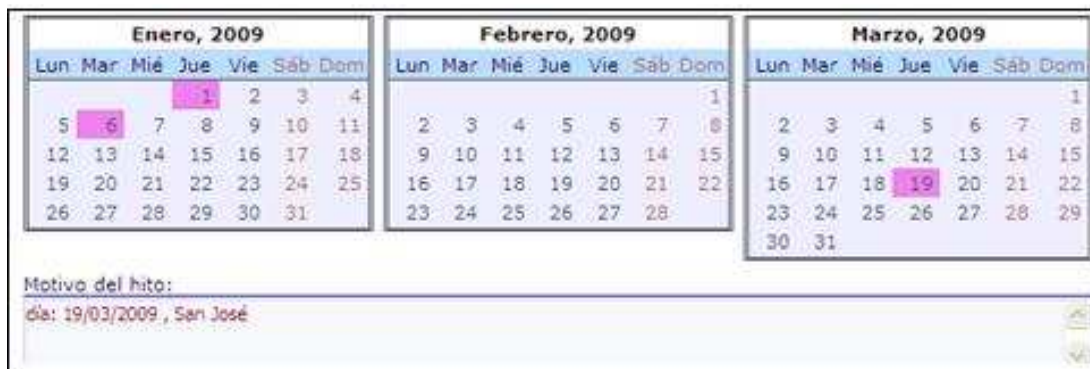 Enero, 2009
Lun Mar Mié Jue Vie Sáb Dom
1 2 3 4
5 6 7 8 9 10 11
12 13 14 15 16 17 18
19 20 21 22 23 24 25
26 27 28 29 30 31
Febrero, 2009
Lun Mar Mié Jue Vie Sáb Dom
1
2 3 4 5 6 7 8
9 10 11 12 13 14 15
16 17 18 19 20 21 22
23 24 25 26 27 28
Marzo, 2009
Lun Mar Mié Jue Vie Sáb Dom
1
2 3 4 5 6 7 8
9 10 11 12 13 14 15
16 17 18 19 20 21 22
23 24 25 26 27 28 29
30 31
Motivo del hito:
día: 19/03/2009 , San José